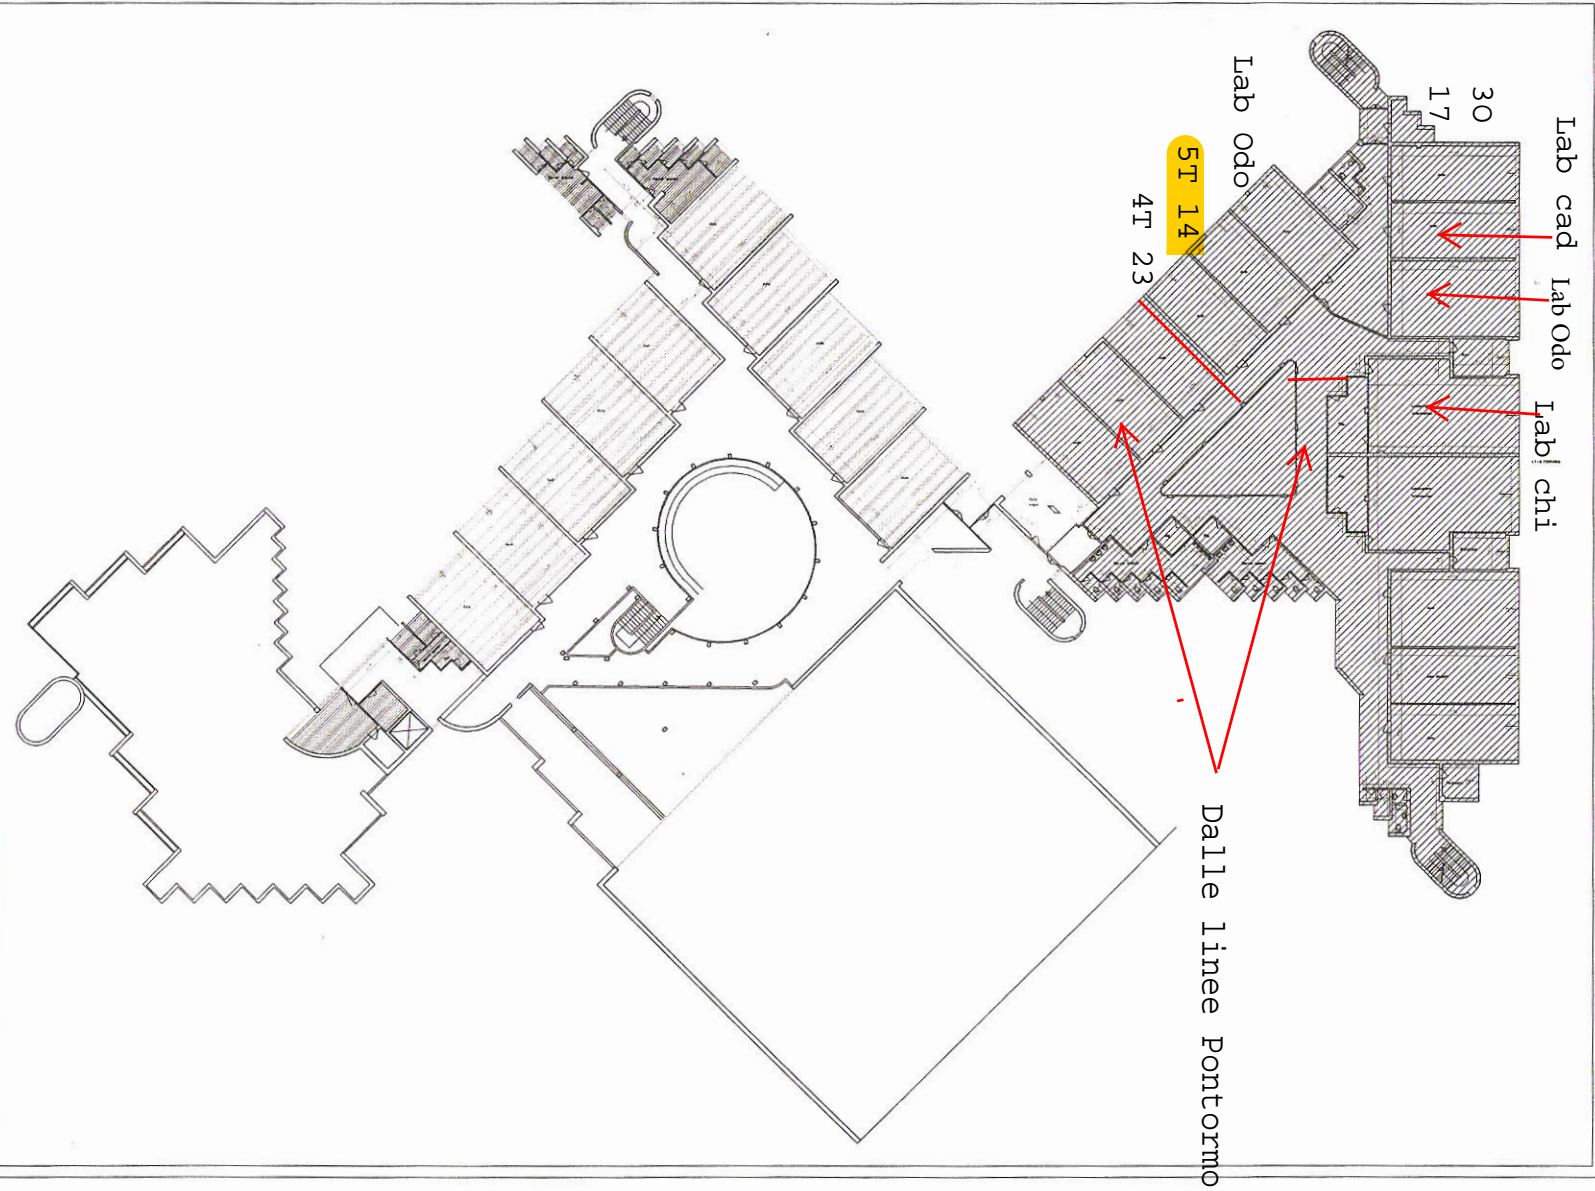 Lab cad
Lab Odo
Lab chi
30
17
Lab Odo
5T 14
4T 23
Dalle linee Pontormo